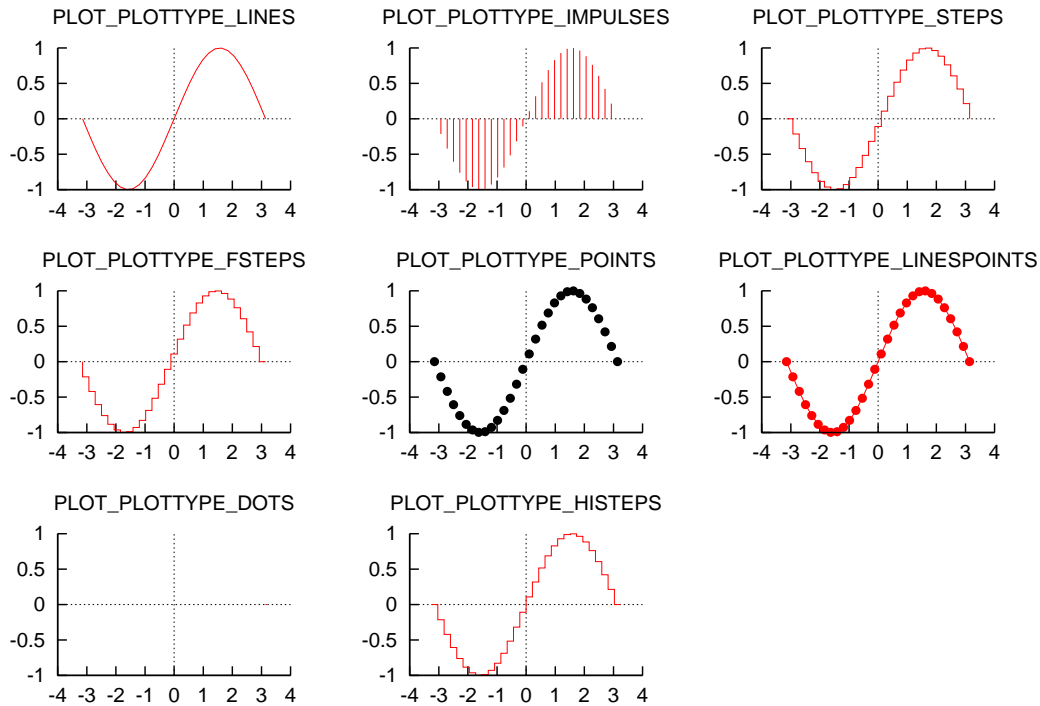 PLOT_PLOTTYPE_LINES
1
0.5
0
-0.5
-1
-4 -3 -2 -1 0 1 2 3 4
PLOT_PLOTTYPE_IMPULSES
1
0.5
0
-0.5
-1
-4 -3 -2 -1 0 1 2 3 4
PLOT_PLOTTYPE_STEPS
1
0.5
0
-0.5
-1
-4 -3 -2 -1 0 1 2 3 4
PLOT_PLOTTYPE_FSTEPS
1
0.5
0
-0.5
-1
-4 -3 -2 -1 0 1 2 3 4
PLOT_PLOTTYPE_POINTS
1
0.5
0
-0.5
-1
-4 -3 -2 -1 0 1 2 3 4
PLOT_PLOTTYPE_LINESPOINTS
1
0.5
0
-0.5
-1
-4 -3 -2 -1 0 1 2 3 4
PLOT_PLOTTYPE_DOTS
1
0.5
0
-0.5
-1
-4 -3 -2 -1 0 1 2 3 4
PLOT_PLOTTYPE_HISTEPS
1
0.5
0
-0.5
-1
-4 -3 -2 -1 0 1 2 3 4